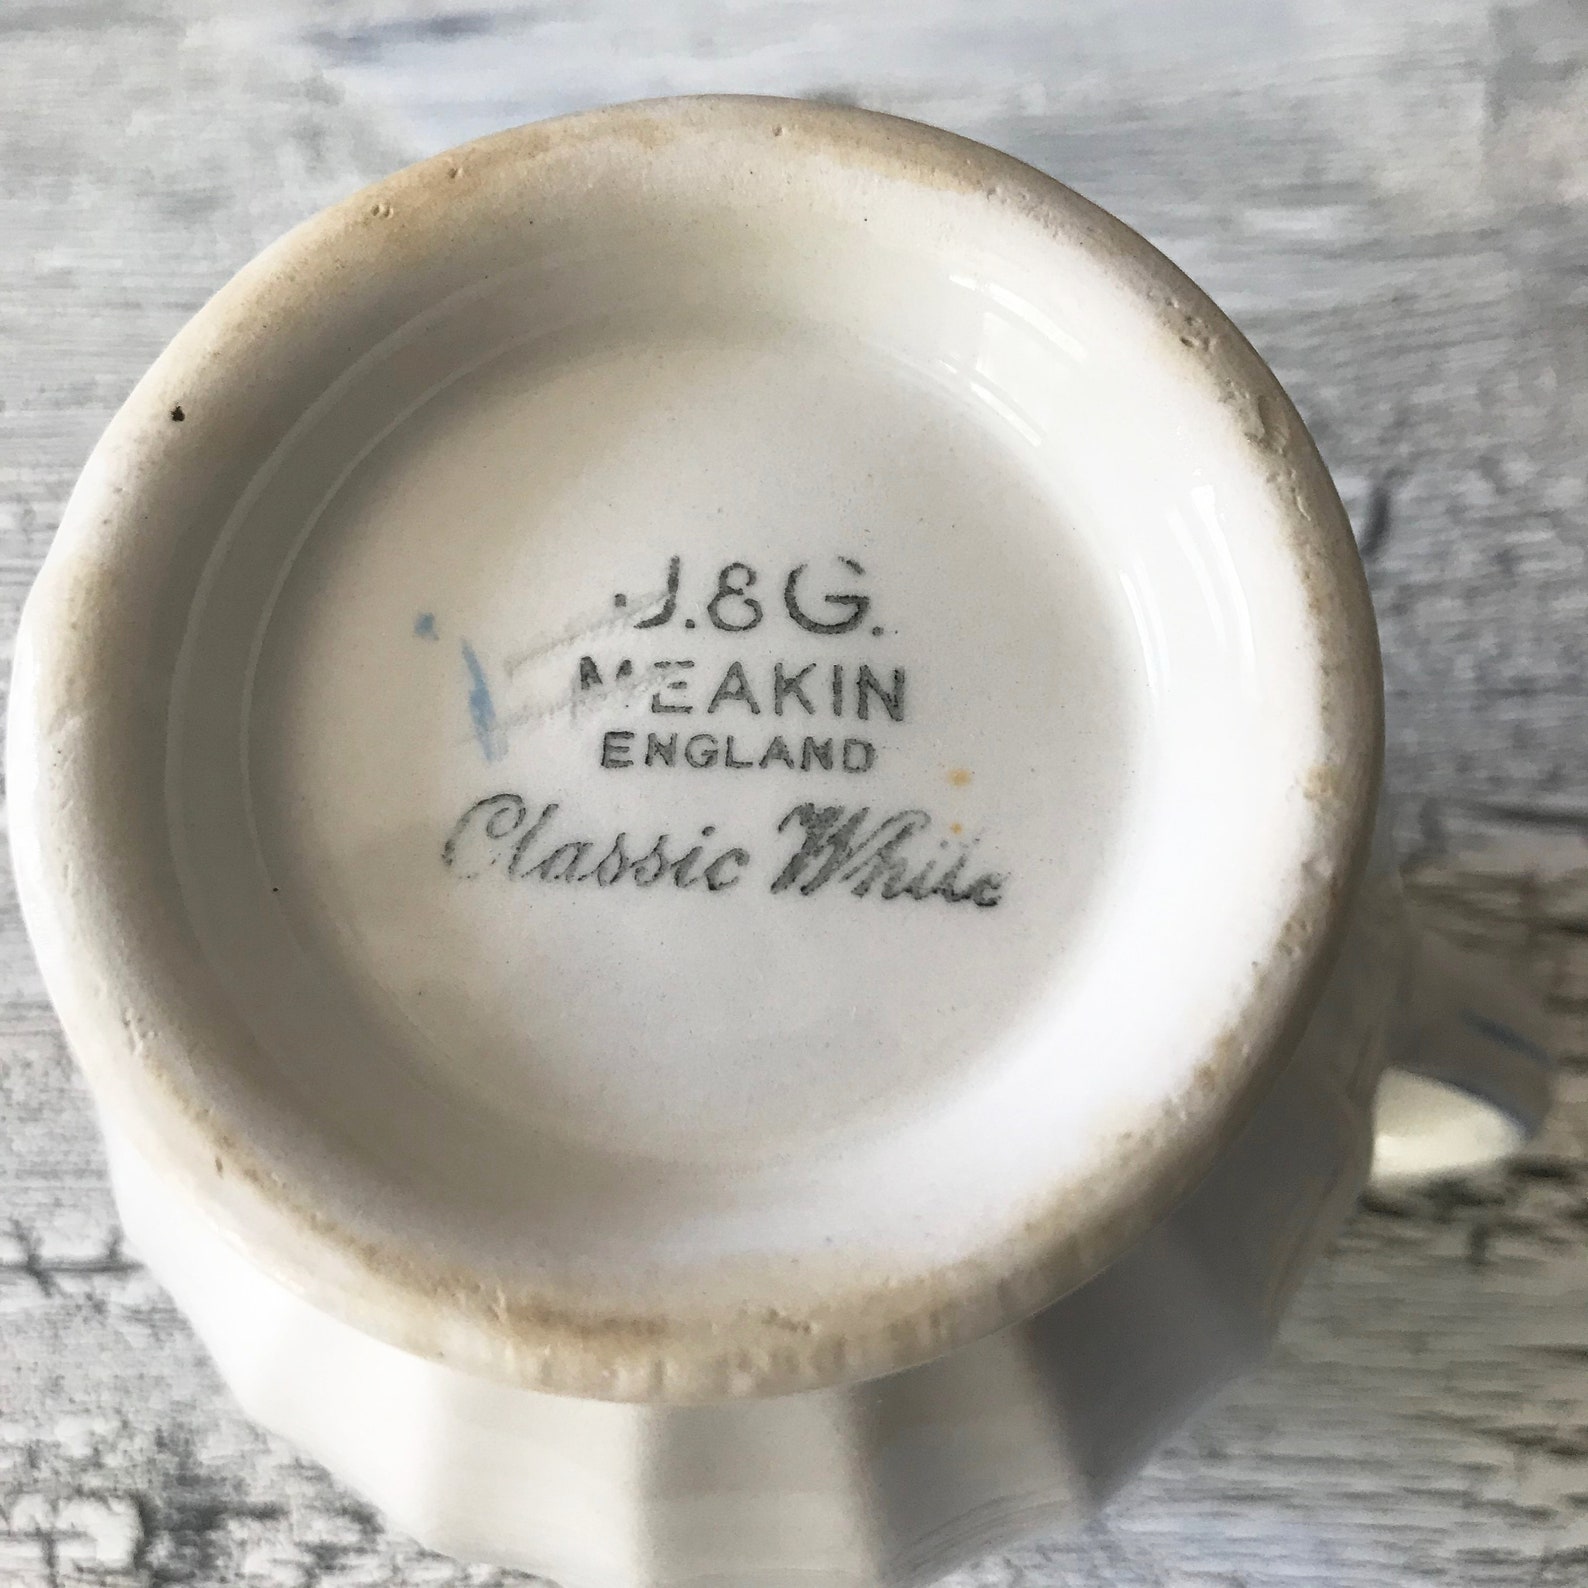 J.&G.
MEAKIN
ENGLAND
Classic White